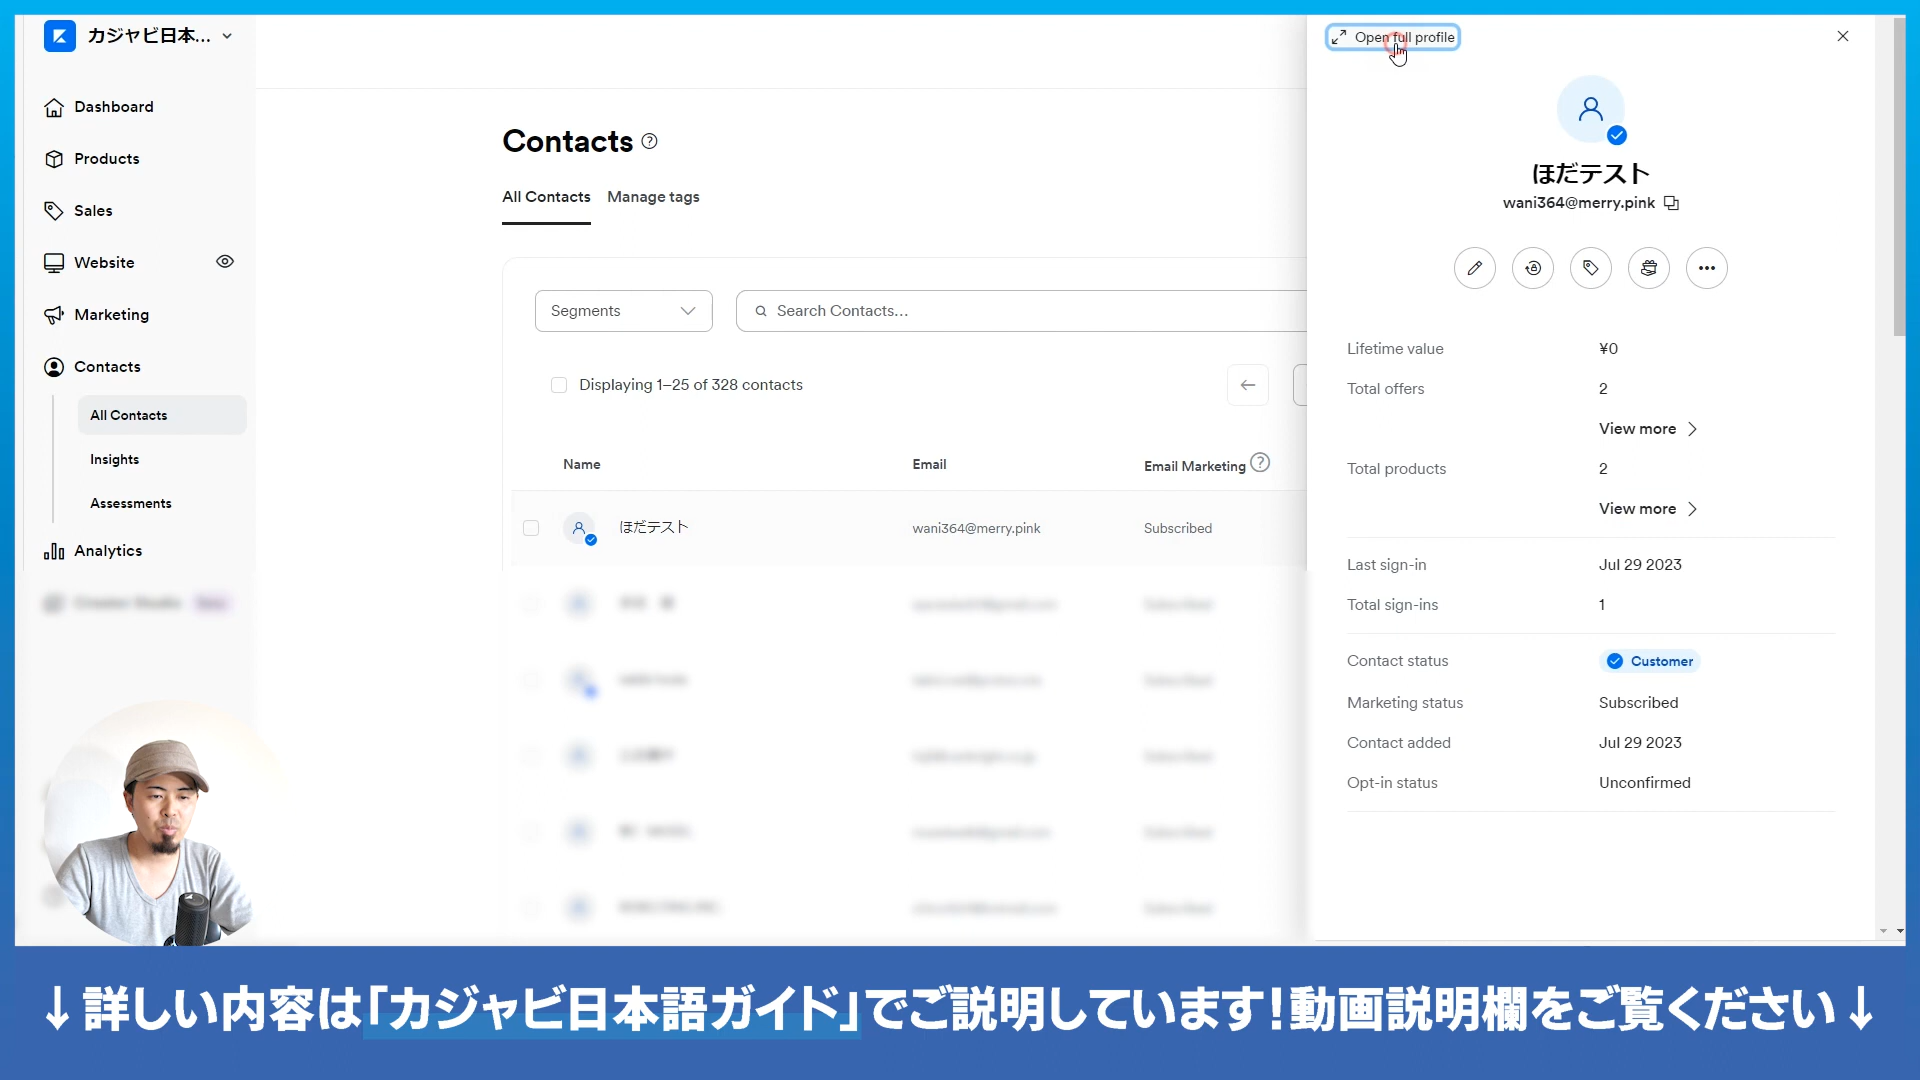 カジャビ日本...
Dashboard
Products
Sales
Website
Marketing
Contacts
All Contacts
Insights
Assessments
Analytics
Contacts
All Contacts Manage tags
Segments
Search Contacts...
Displaying 1–25 of 328 contacts
Name Email Email Marketing
ほだテスト wani364@merry.pink Subscribed
Open full profile
ほだテスト
wani364@merry.pink
Lifetime value ¥0
Total offers 2
View more
Total products 2
View more
Last sign-in Jul 29 2023
Total sign-ins 1
Contact status Customer
Marketing status Subscribed
Contact added Jul 29 2023
Opt-in status Unconfirmed
↓詳しい内容は「カジャビ日本語ガイド」でご説明しています!動画説明欄をご覧ください↓